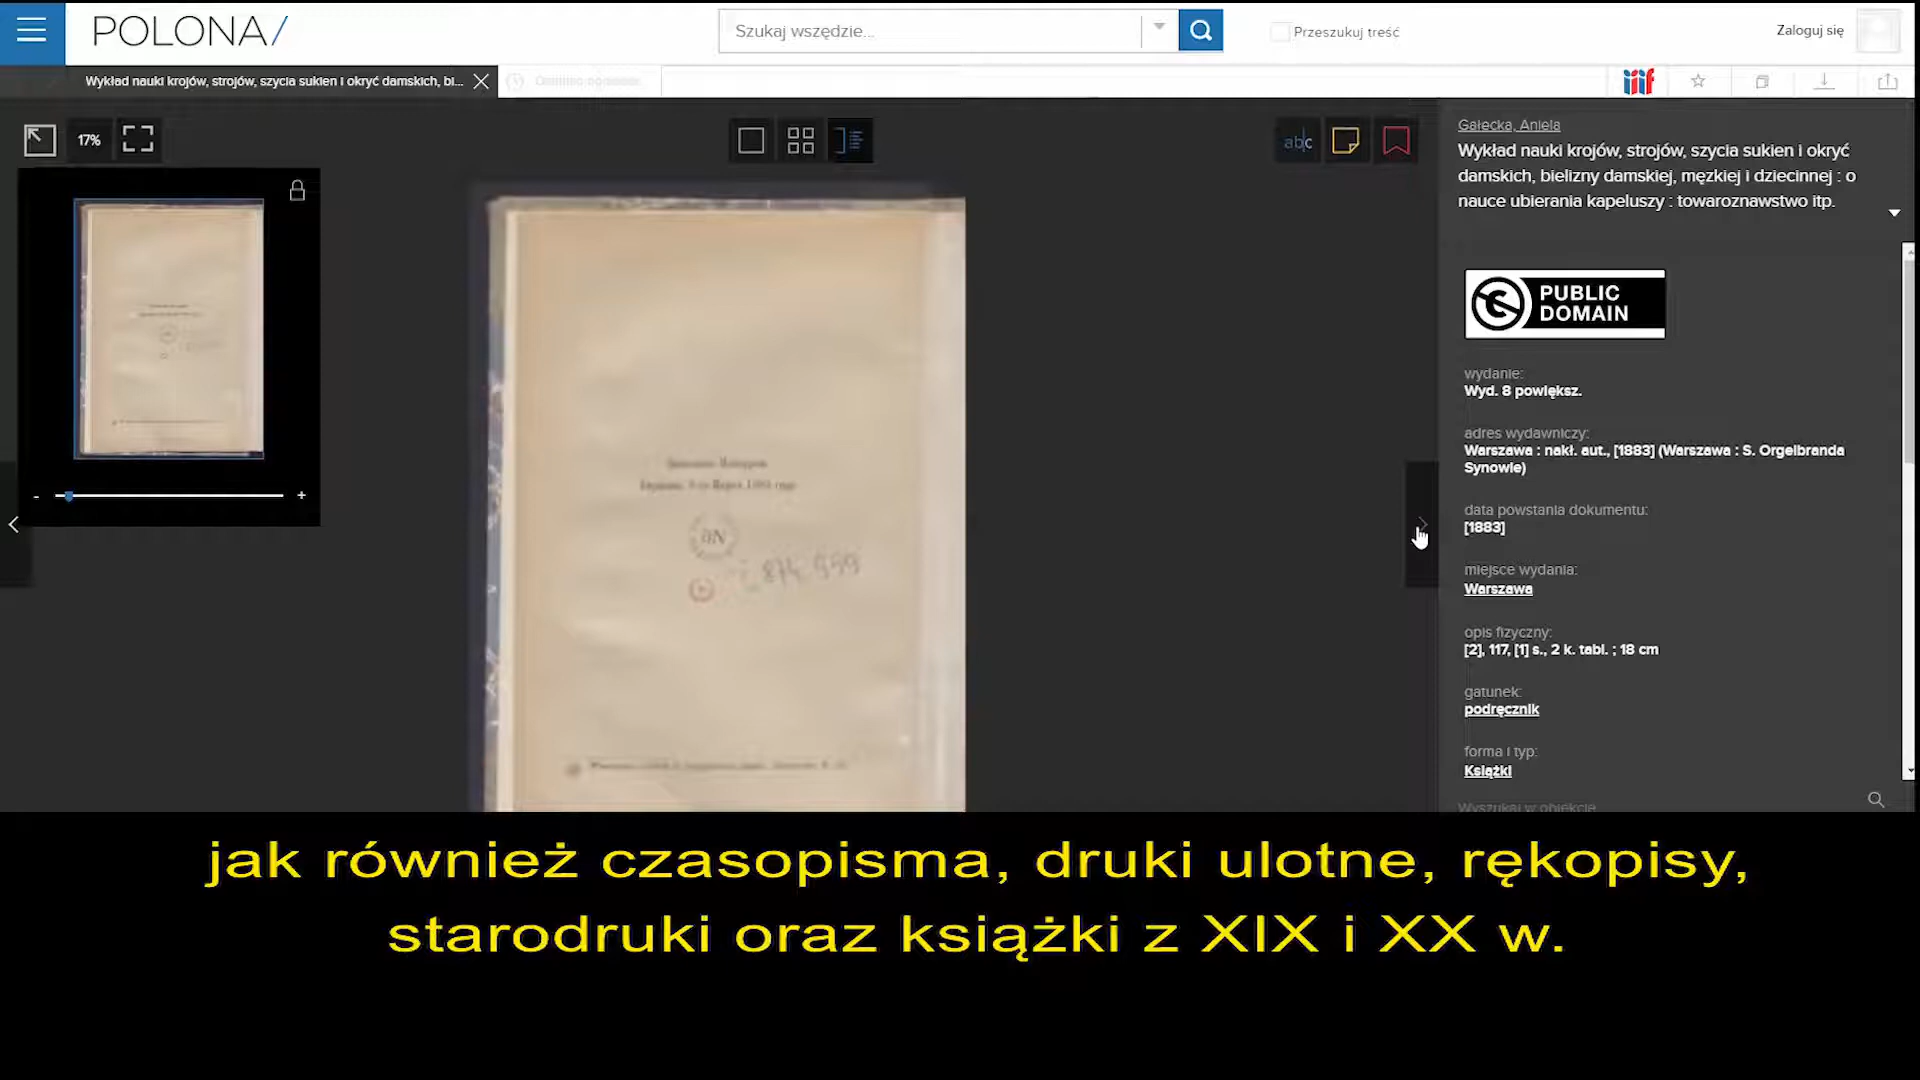 POLONA/
Szukaj wszędzie...
Przeszukuj treść
Zaloguj się
Wykład nauki krojów, strojów, szycia sukien i okryć damskich, bi...
iiif
17%
ab|c
Gałecka, Aniela
Wykład nauki krojów, strojów, szycia sukien i okryć
damskich, bielizny damskiej, męzkiej i dziecinnej : o
nauce ubierania kapeluszy : towaroznawstwo itp.
PUBLIC
DOMAIN
wydanie:
Wyd. 8 powiększ.
adres wydawniczy:
Warszawa : nakł. aut., [1883] (Warszawa : S. Orgelbranda
Synowie)
data powstania dokumentu:
[1883]
miejsce wydania:
Warszawa
opis fizyczny:
[2], 117, [1] s., 2 k. tabl. ; 18 cm
gatunek:
podręcznik
forma i typ:
Książki
Wyszukaj w obiekcie
jak również czasopisma, druki ulotne, rękopisy,
starodruki oraz książki z XIX i XX w.